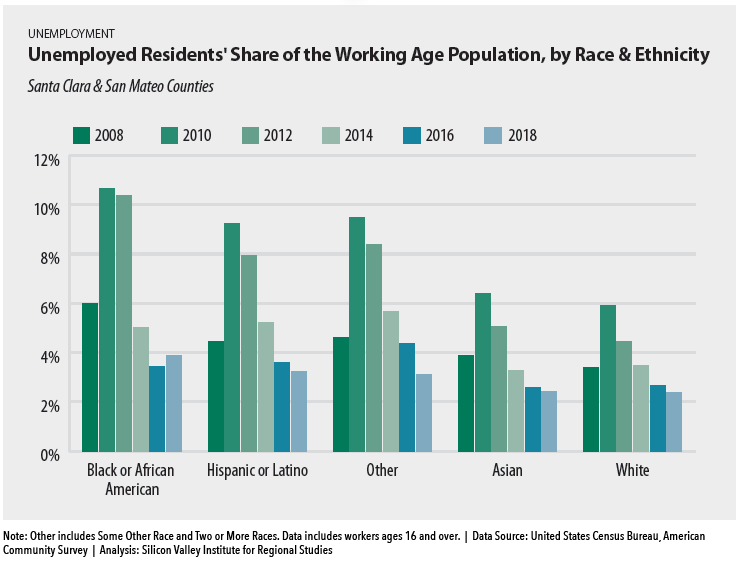 UNEMPLOYMENT
Unemployed Residents' Share of the Working Age Population, by Race & Ethnicity
Santa Clara & San Mateo Counties
2008 2010 2012 2014 2016 2018
12%
10%
8%
6%
4%
2%
0%
Black or African American
Hispanic or Latino
Other
Asian
White
Note: Other includes Some Other Race and Two or More Races. Data includes workers ages 16 and over. | Data Source: United States Census Bureau, American
Community Survey | Analysis: Silicon Valley Institute for Regional Studies